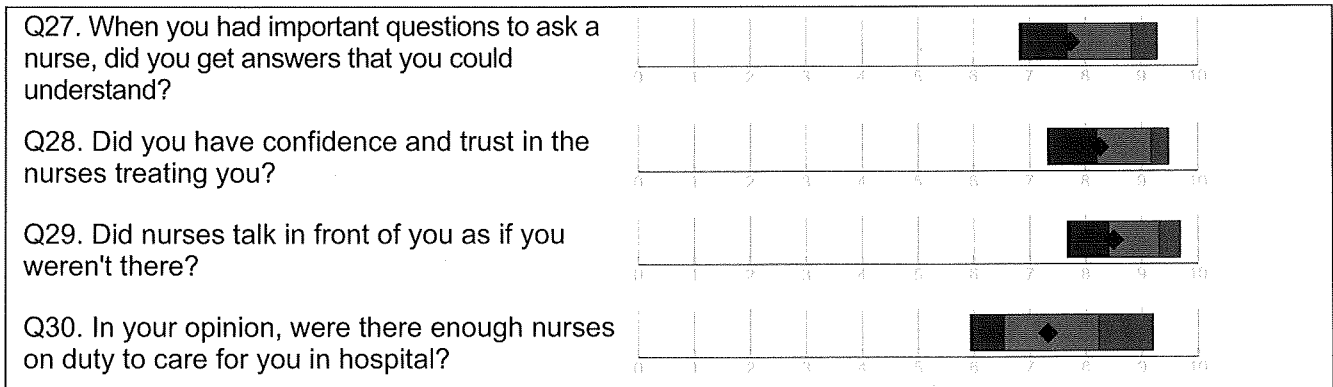 Q27. When you had important questions to ask a
nurse, did you get answers that you could
understand?
0 1 2 3 4 5 6 7 8 9 10
Q28. Did you have confidence and trust in the
nurses treating you?
0 1 2 3 4 5 6 7 8 9 10
Q29. Did nurses talk in front of you as if you
weren't there?
0 1 2 3 4 5 6 7 8 9 10
Q30. In your opinion, were there enough nurses
on duty to care for you in hospital?
0 1 2 3 4 5 6 7 8 9 10